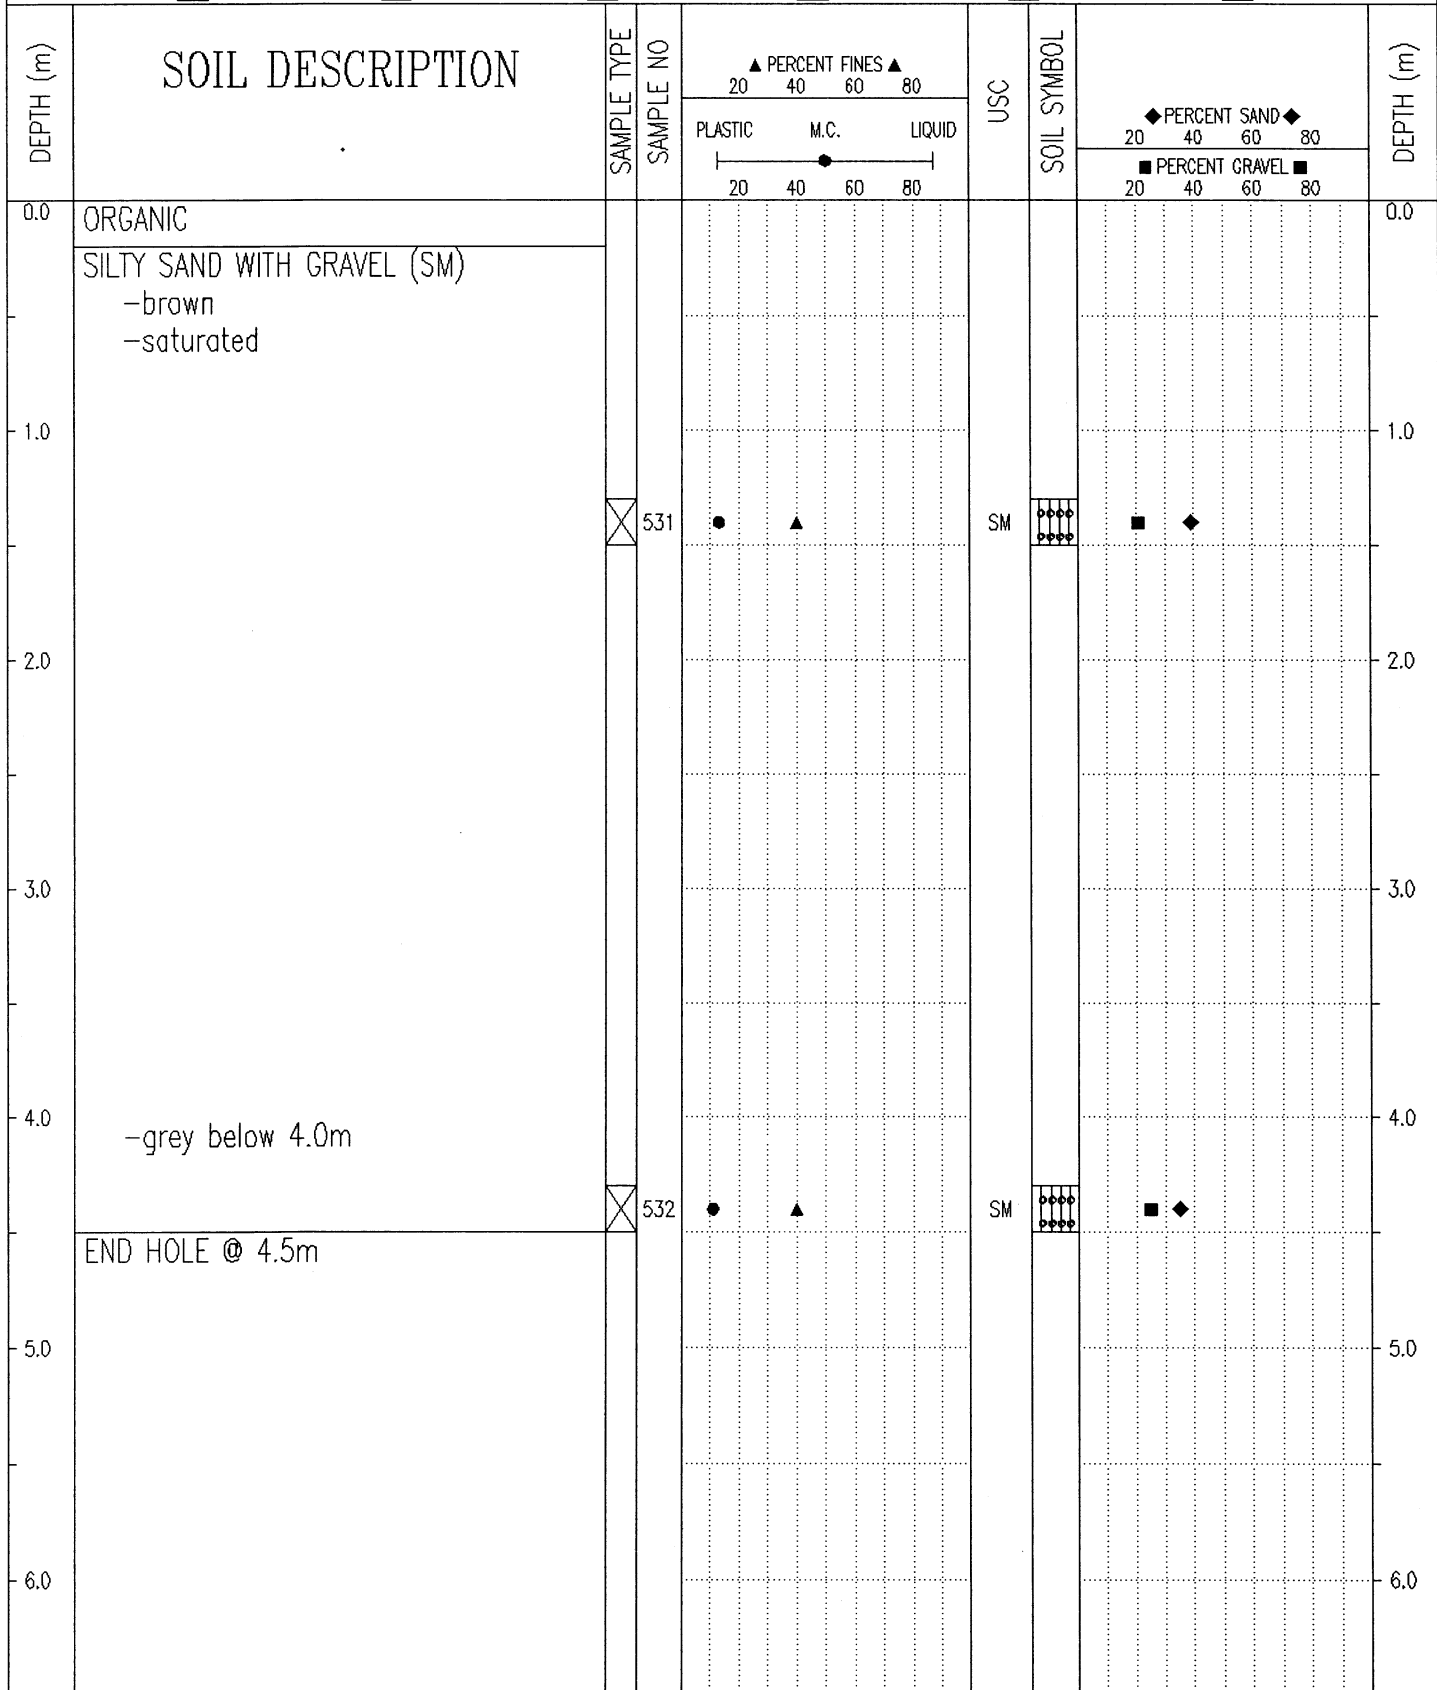 DEPTH (m)
SOIL DESCRIPTION
SAMPLE TYPE
SAMPLE NO
▲ PERCENT FINES ▲
20 40 60 80
PLASTIC M.C. LIQUID
20 40 60 80
USC
SOIL SYMBOL
◆PERCENT SAND◆
20 40 60 80
■ PERCENT GRAVEL ■
20 40 60 80
DEPTH (m)
0.0 ORGANIC 0.0
SILTY SAND WITH GRAVEL (SM)
-brown
-saturated
1.0 1.0
531 SM
2.0 2.0
3.0 3.0
4.0 4.0
-grey below 4.0m
532 SM
END HOLE @ 4.5m
5.0 5.0
6.0 6.0